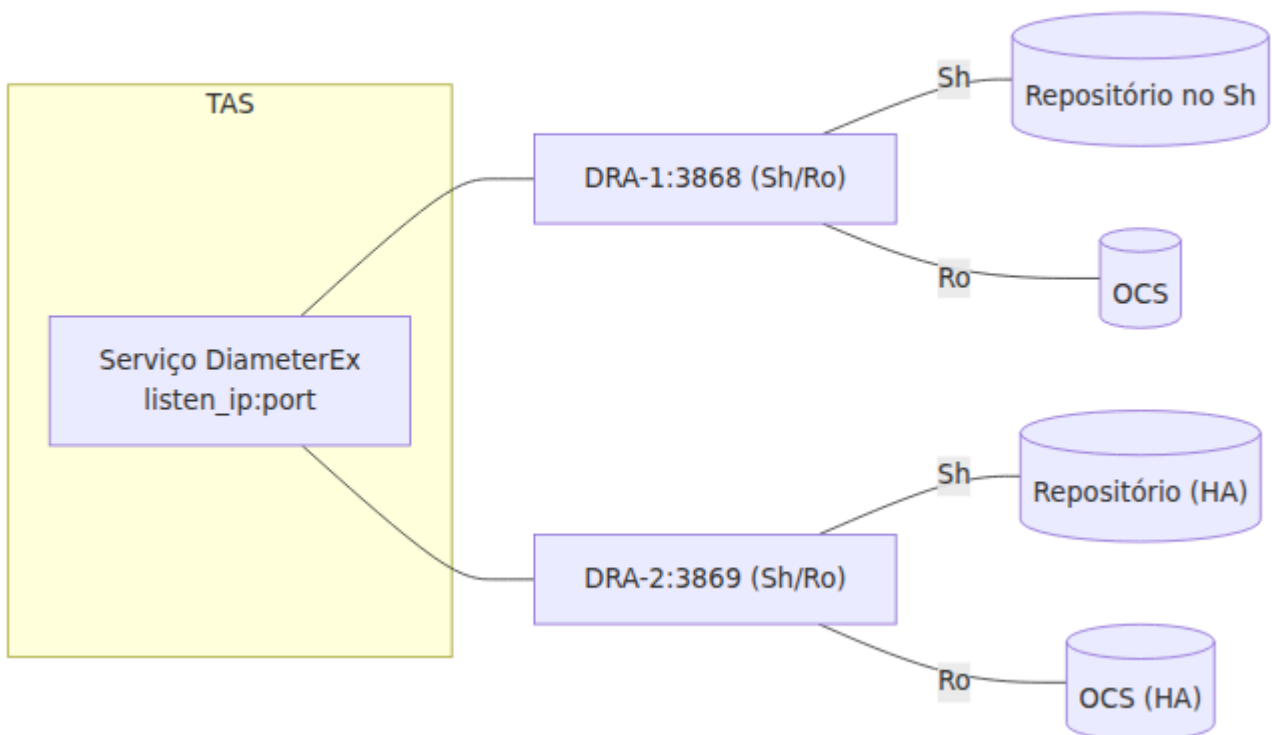 TAS
Serviço DiameterEx
listen_ip:port
DRA-1:3868 (Sh/Ro)
Sh
Repositório no Sh
Ro
OCS
DRA-2:3869 (Sh/Ro)
Sh
Repositório (HA)
Ro
OCS (HA)